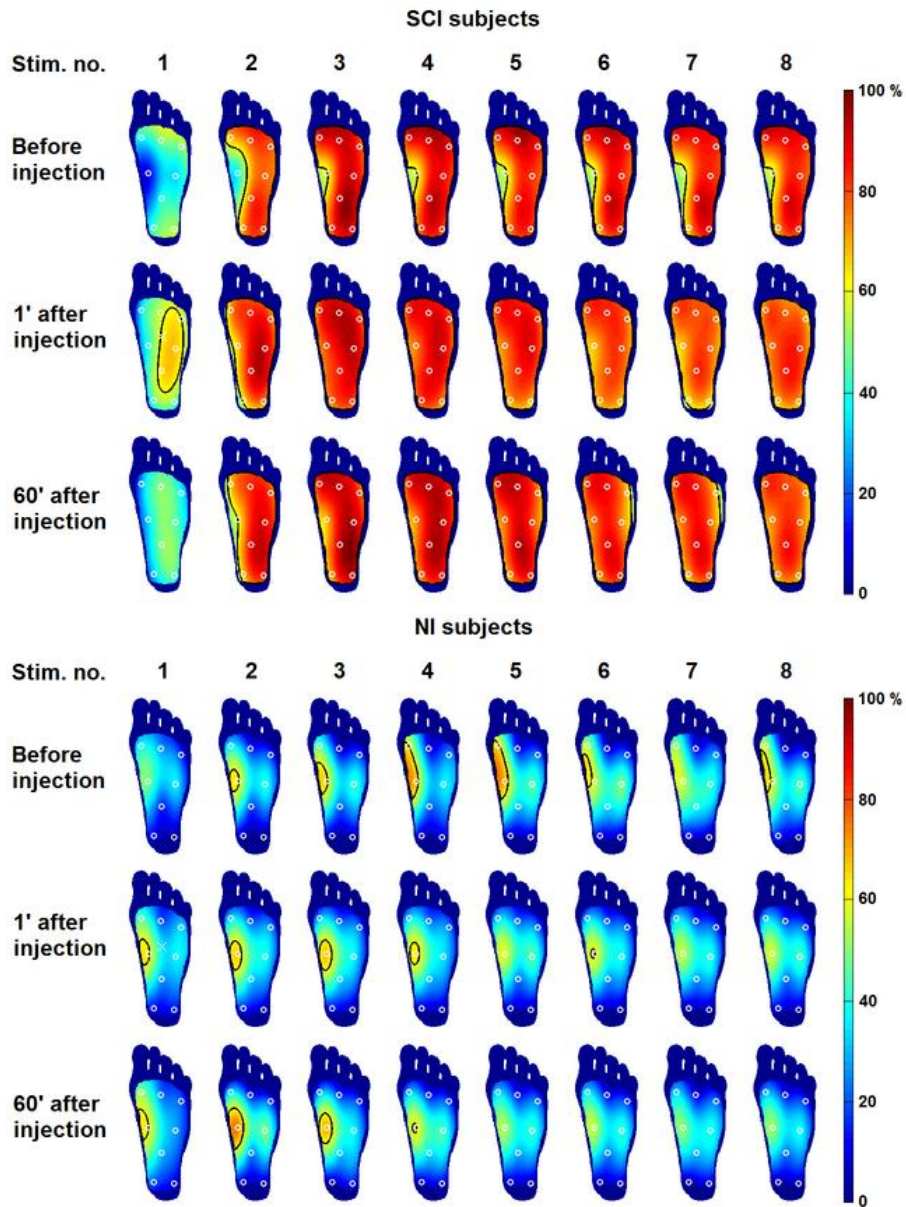 SCI subjects
Stim. no. 1 2 3 4 5 6 7 8
100 %
Before
injection
80
1' after
injection
60
40
60' after
injection
20
0
NI subjects
Stim. no. 1 2 3 4 5 6 7 8
100 %
Before
injection
80
1' after
injection
60
40
60' after
injection
20
0